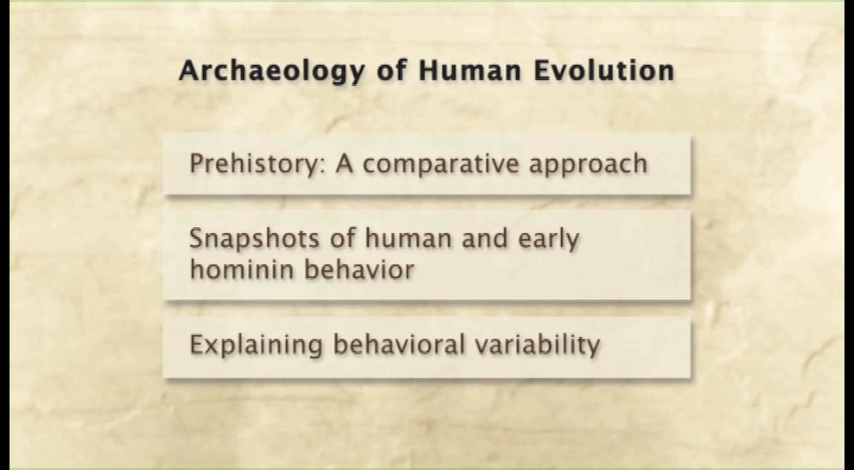 Archaeology of Human Evolution
Prehistory: A comparative approach
Snapshots of human and early
hominin behavior
Explaining behavioral variability